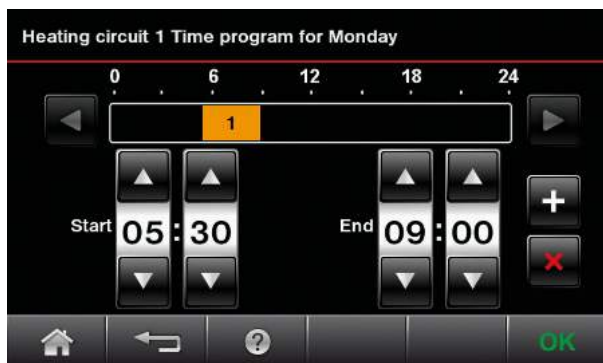 Heating circuit 1 Time program for Monday
0 6 12 18 24
1
Start 05 : 30 End 09 : 00
?
OK